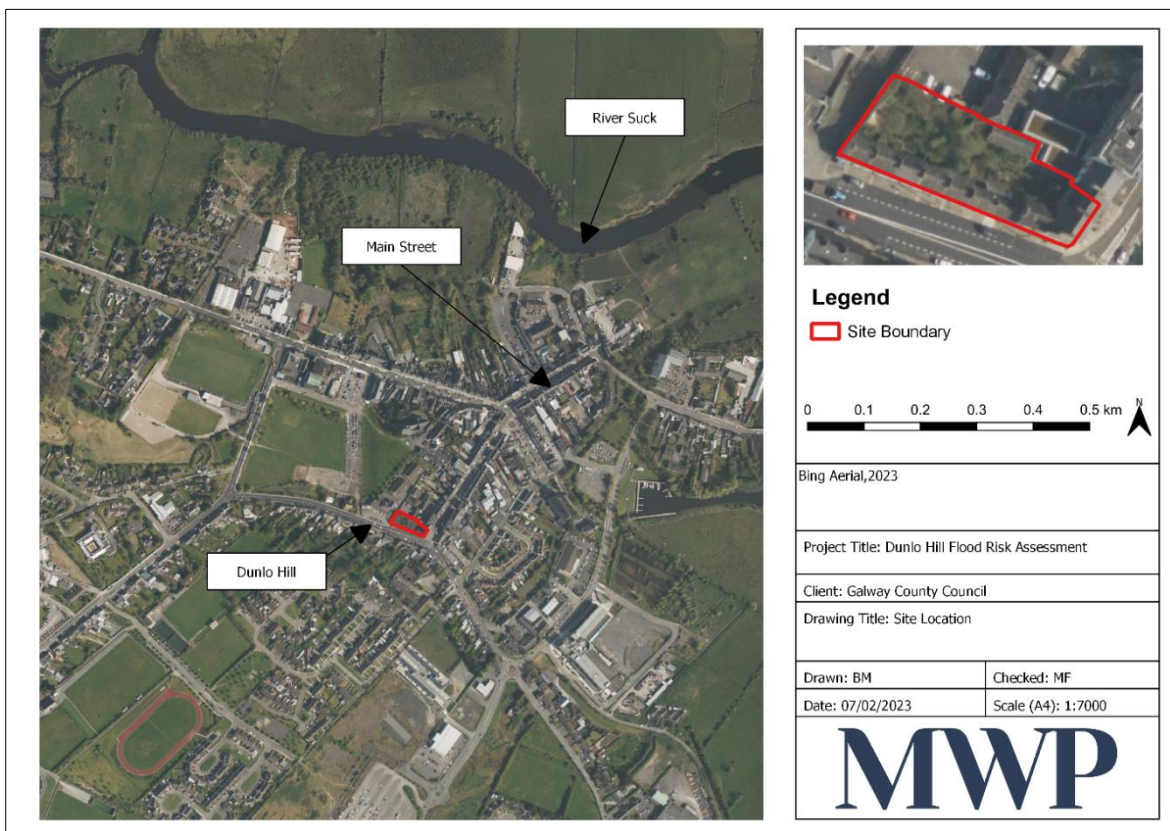 River Suck
Main Street
Dunlo Hill
Legend
Site Boundary
0 0.1 0.2 0.3 0.4 0.5 km
N
Bing Aerial,2023
Project Title: Dunlo Hill Flood Risk Assessment
Client: Galway County Council
Drawing Title: Site Location
Drawn: BM Checked: MF
Date: 07/02/2023 Scale (A4): 1:7000
MWP